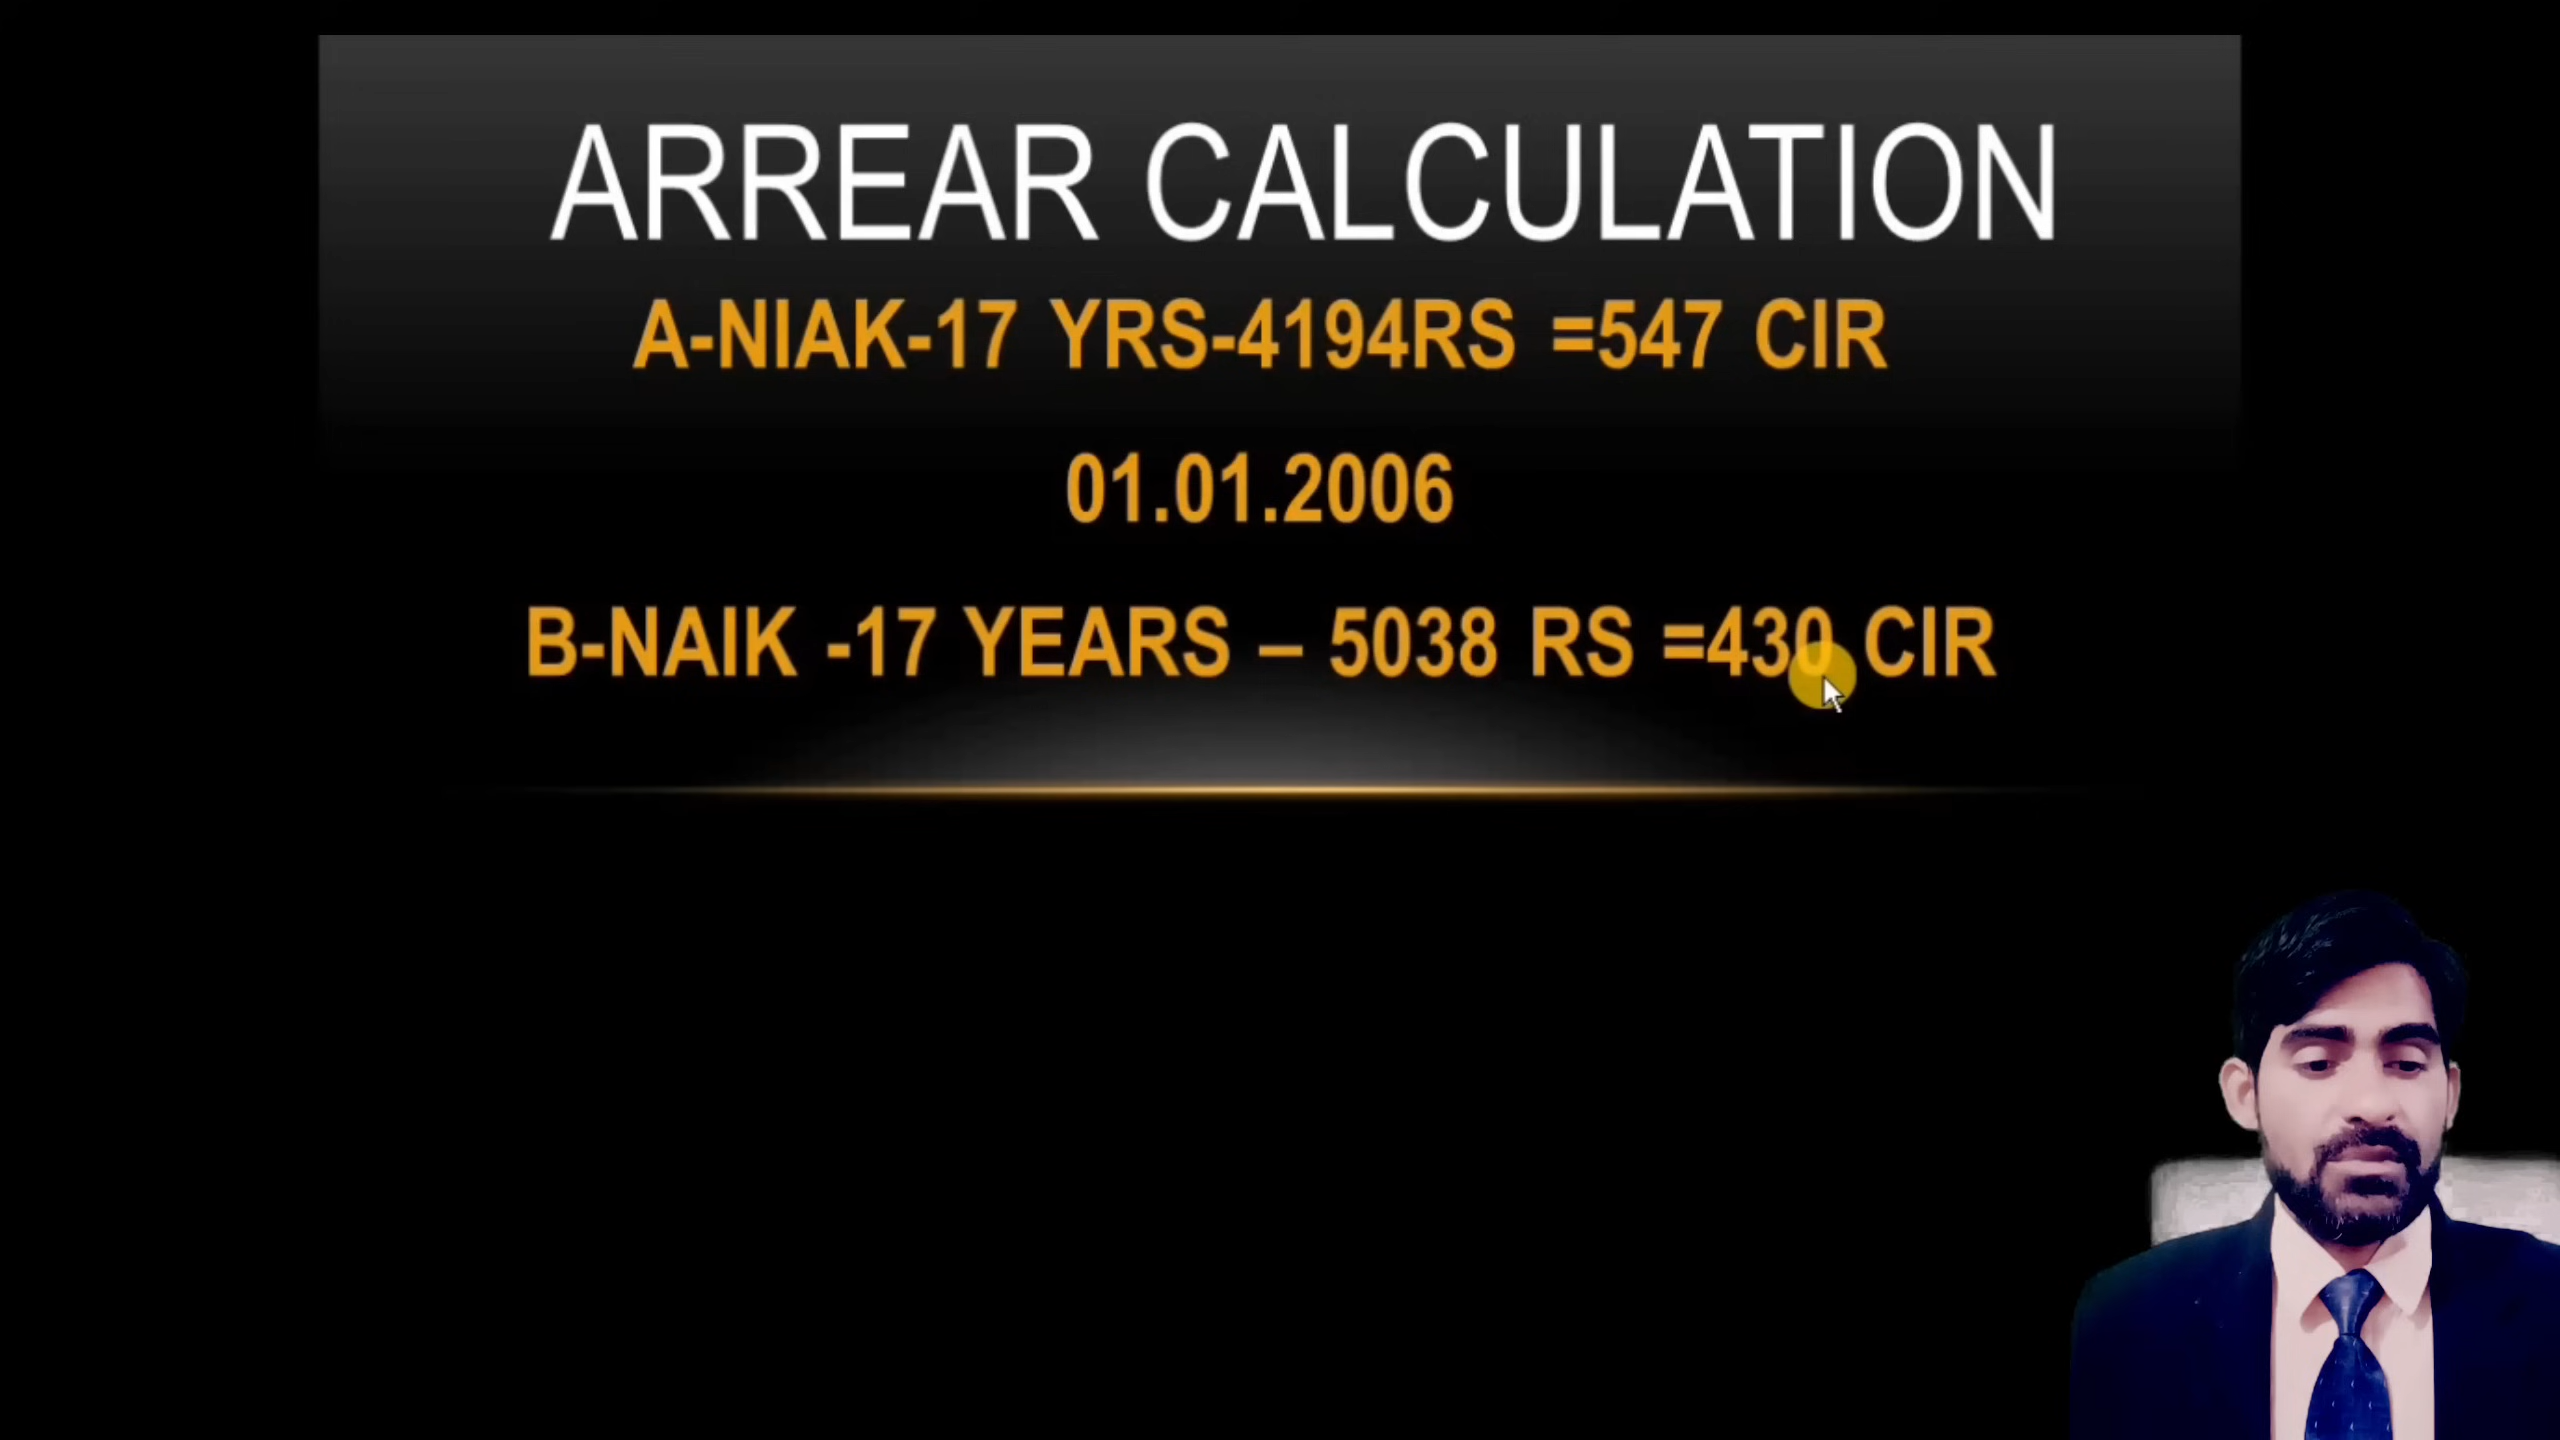 ARREAR CALCULATION
A-NIAK-17 YRS-4194RS =547 CIR
01.01.2006
B-NAIK -17 YEARS – 5038 RS =430 CIR